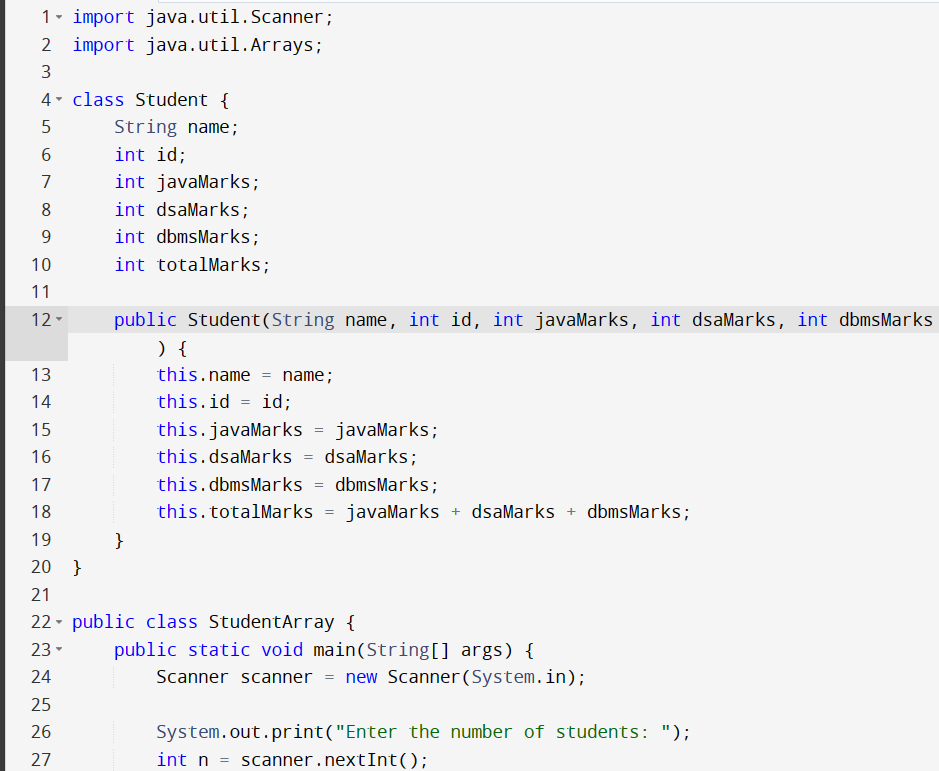 1 import java.util.Scanner;
2 import java.util.Arrays;
3
4 class Student {
5     String name;
6     int id;
7     int javaMarks;
8     int dsaMarks;
9     int dbmsMarks;
10     int totalMarks;
11
12     public Student(String name, int id, int javaMarks, int dsaMarks, int dbmsMarks
        ) {
13         this.name = name;
14         this.id = id;
15         this.javaMarks = javaMarks;
16         this.dsaMarks = dsaMarks;
17         this.dbmsMarks = dbmsMarks;
18         this.totalMarks = javaMarks + dsaMarks + dbmsMarks;
19     }
20 }
21
22 public class StudentArray {
23     public static void main(String[] args) {
24         Scanner scanner = new Scanner(System.in);
25
26         System.out.print("Enter the number of students: ");
27         int n = scanner.nextInt();